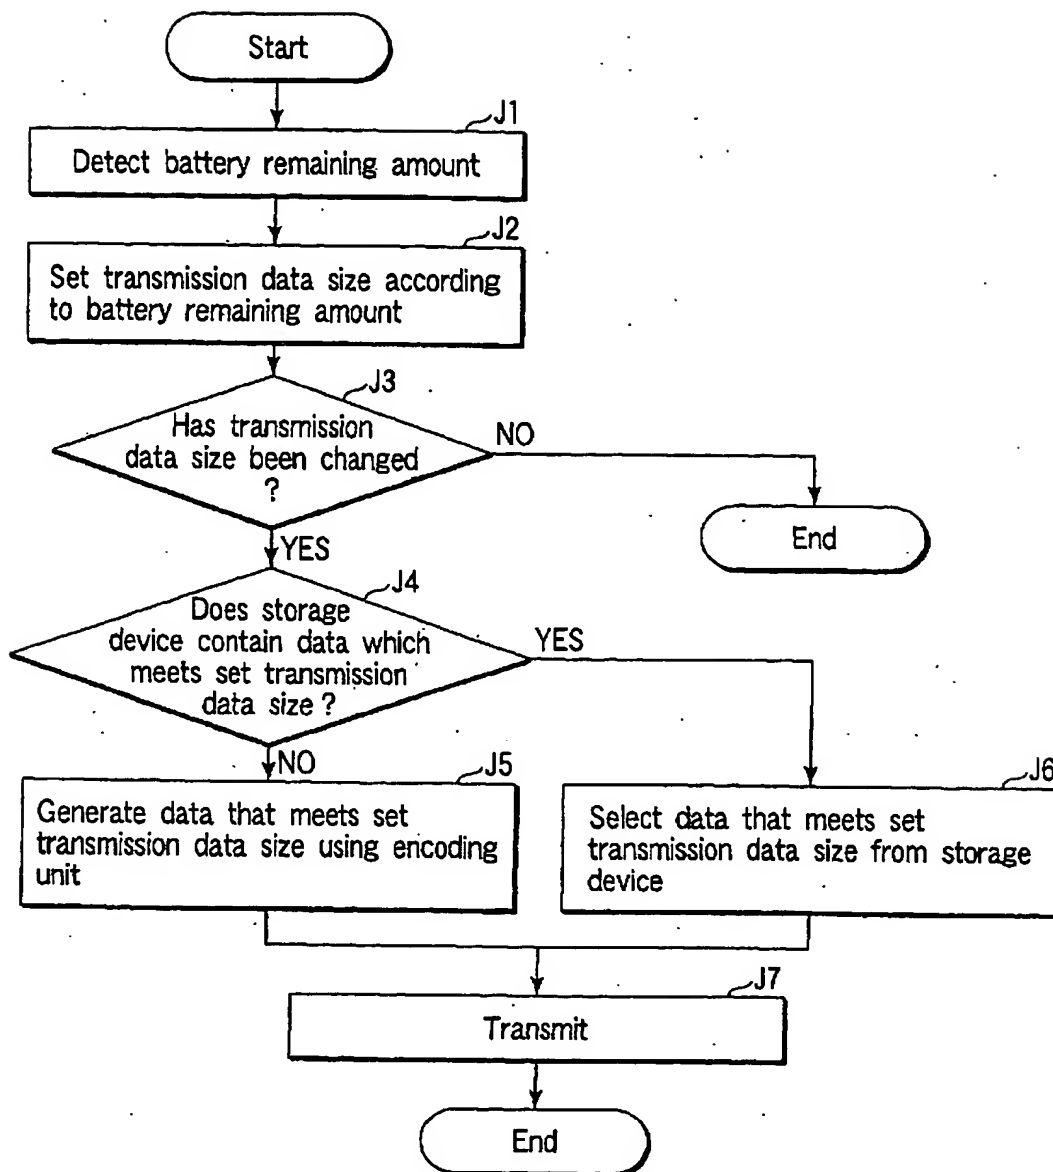 Start
J1
Detect battery remaining amount
J2
Set transmission data size according
to battery remaining amount
J3
Has transmission
data size been changed
?
NO
End
YES
J4
Does storage
device contain data which
meets set transmission
data size ?
YES
NO
J5
Generate data that meets set
transmission data size using encoding
unit
J6
Select data that meets set
transmission data size from storage
device
J7
Transmit
End